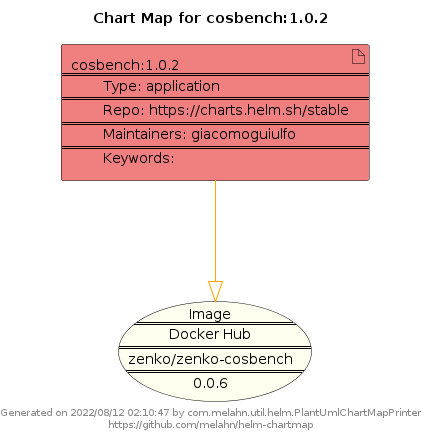 Chart Map for cosbench:1.0.2
cosbench:1.0.2
Type: application
Repo: https://charts.helm.sh/stable
Maintainers: giacomoguiulfo
Keywords:
Image
Docker Hub
zenko/zenko-cosbench
0.0.6
Generated on 2022/08/12 02:10:47 by com.melahn.util.helm.PlantUmlChartMapPrinter
https://github.com/melahn/helm-chartmap